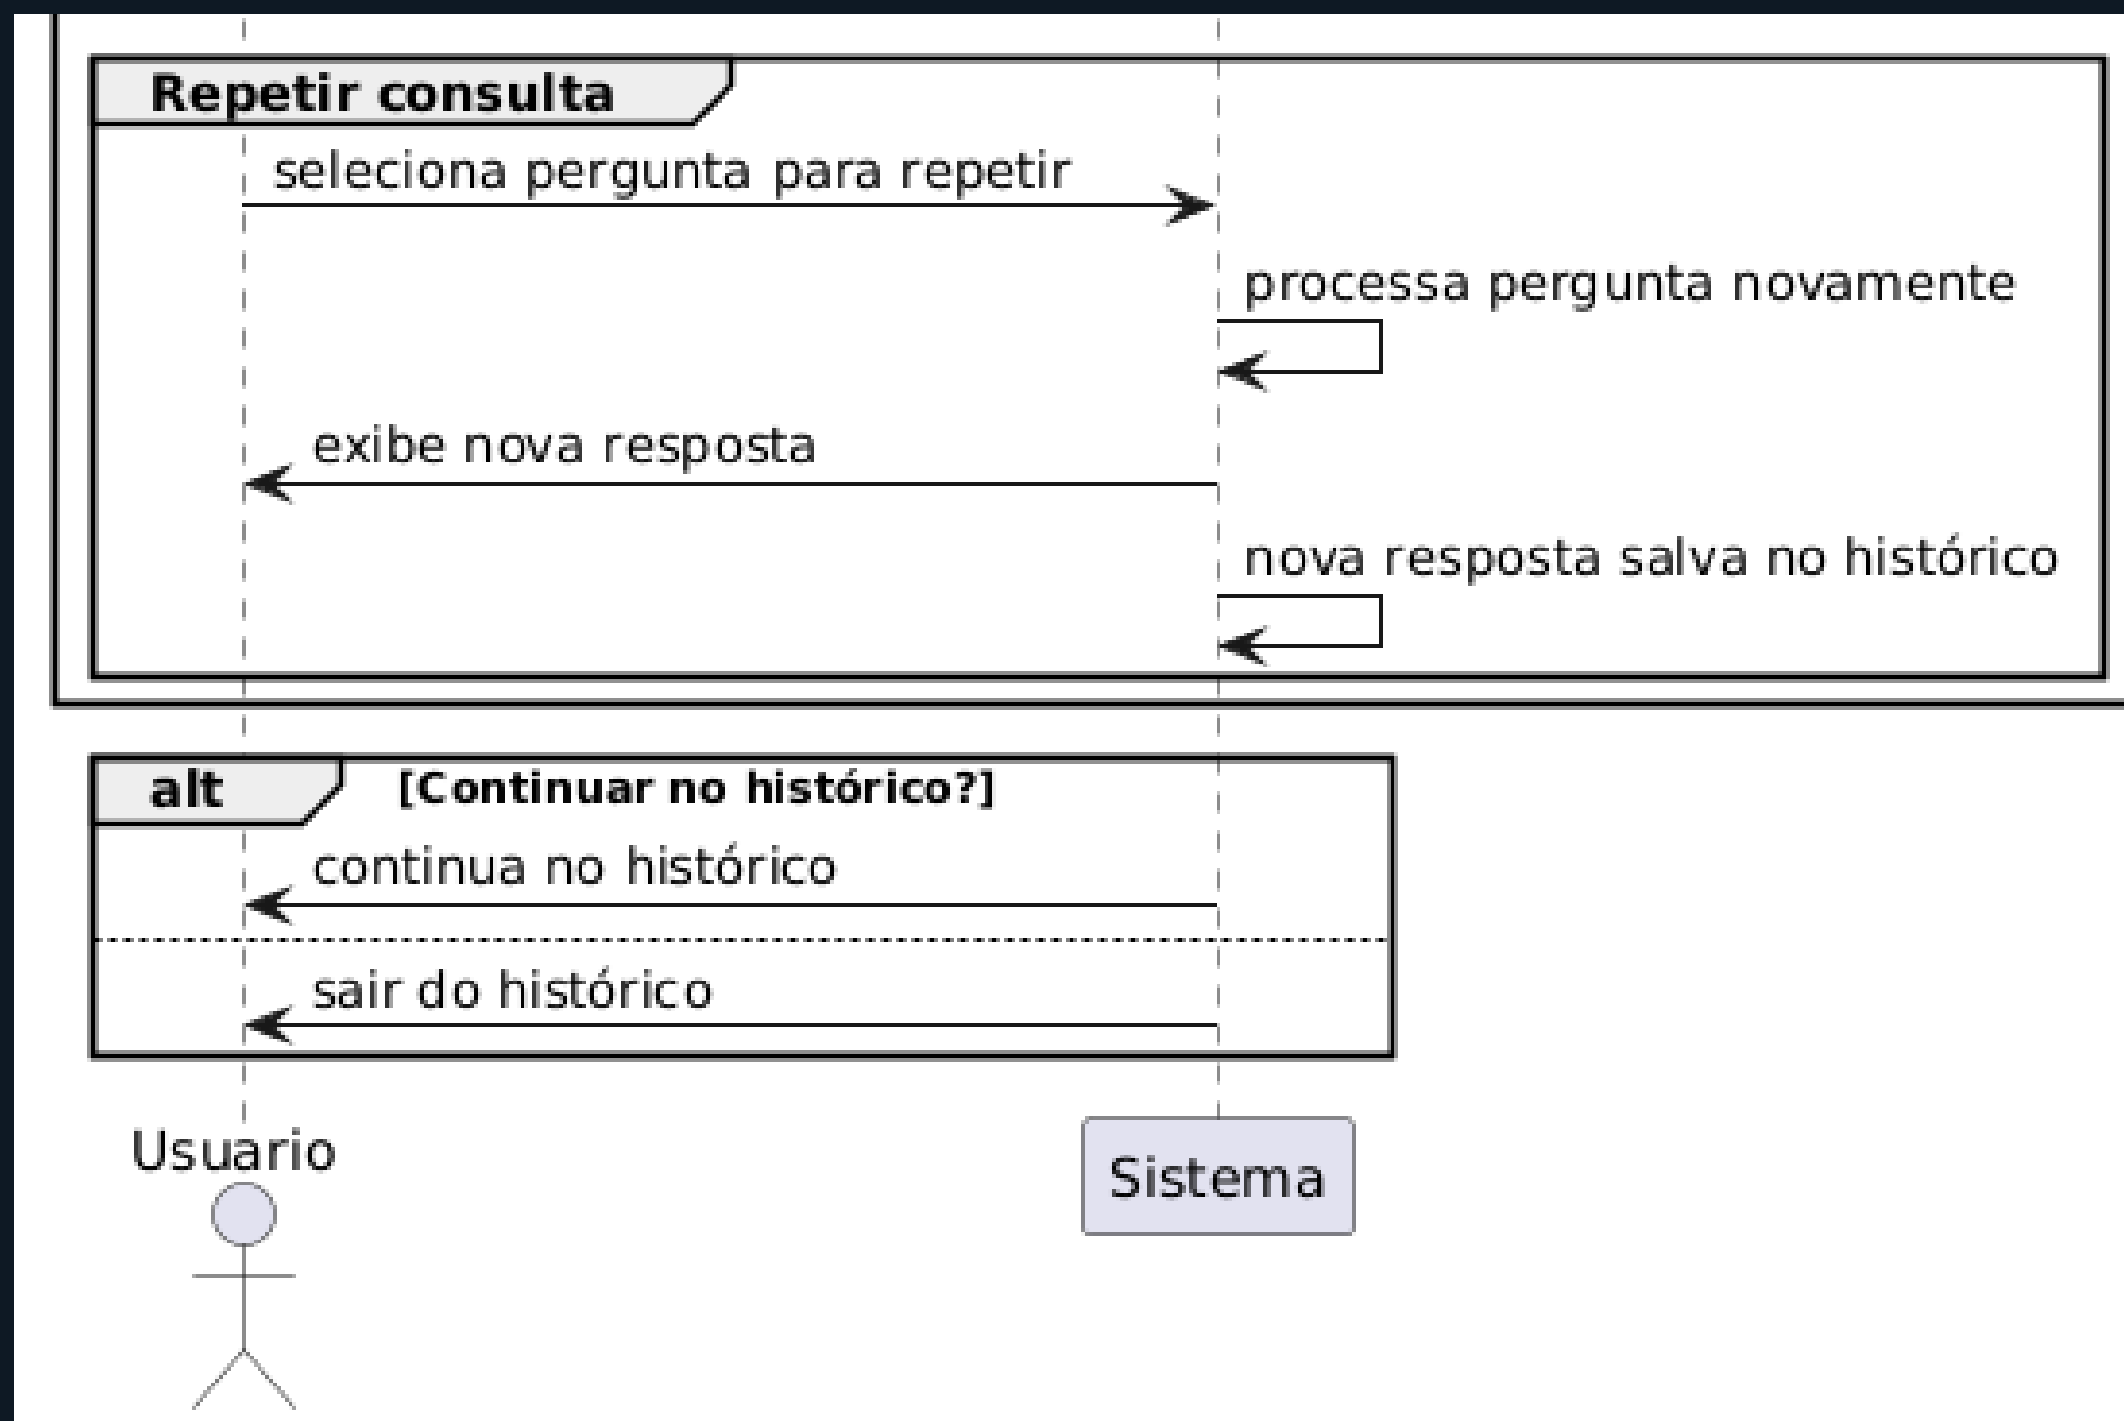 Repetir consulta
seleciona pergunta para repetir
processa pergunta novamente
exibe nova resposta
nova resposta salva no histórico
alt [Continuar no histórico?]
continua no histórico
sair do histórico
Usuario
Sistema